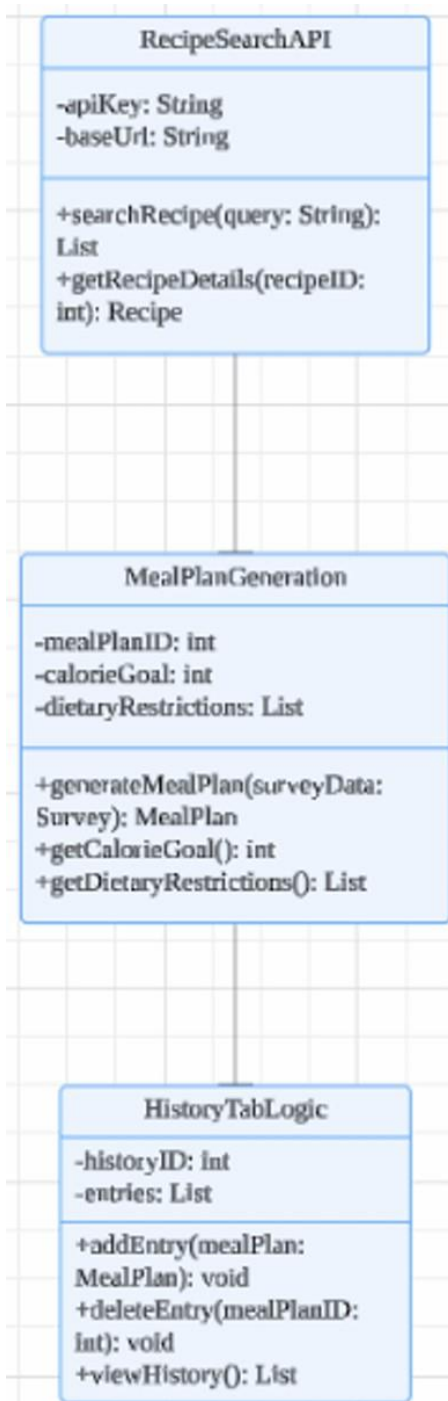 RecipeSearchAPI
-apiKey: String
-baseUrl: String
+searchRecipe(query: String):
List
+getRecipeDetails(recipeID:
int): Recipe
MealPlanGeneration
-mealPlanID: int
-calorieGoal: int
-dietaryRestrictions: List
+generateMealPlan(surveyData:
Survey): MealPlan
+getCalorieGoal(): int
+getDietaryRestrictions(): List
HistoryTabLogic
-historyID: int
-entries: List
+addEntry(mealPlan:
MealPlan): void
+deleteEntry(mealPlanID:
int): void
+viewHistory(): List